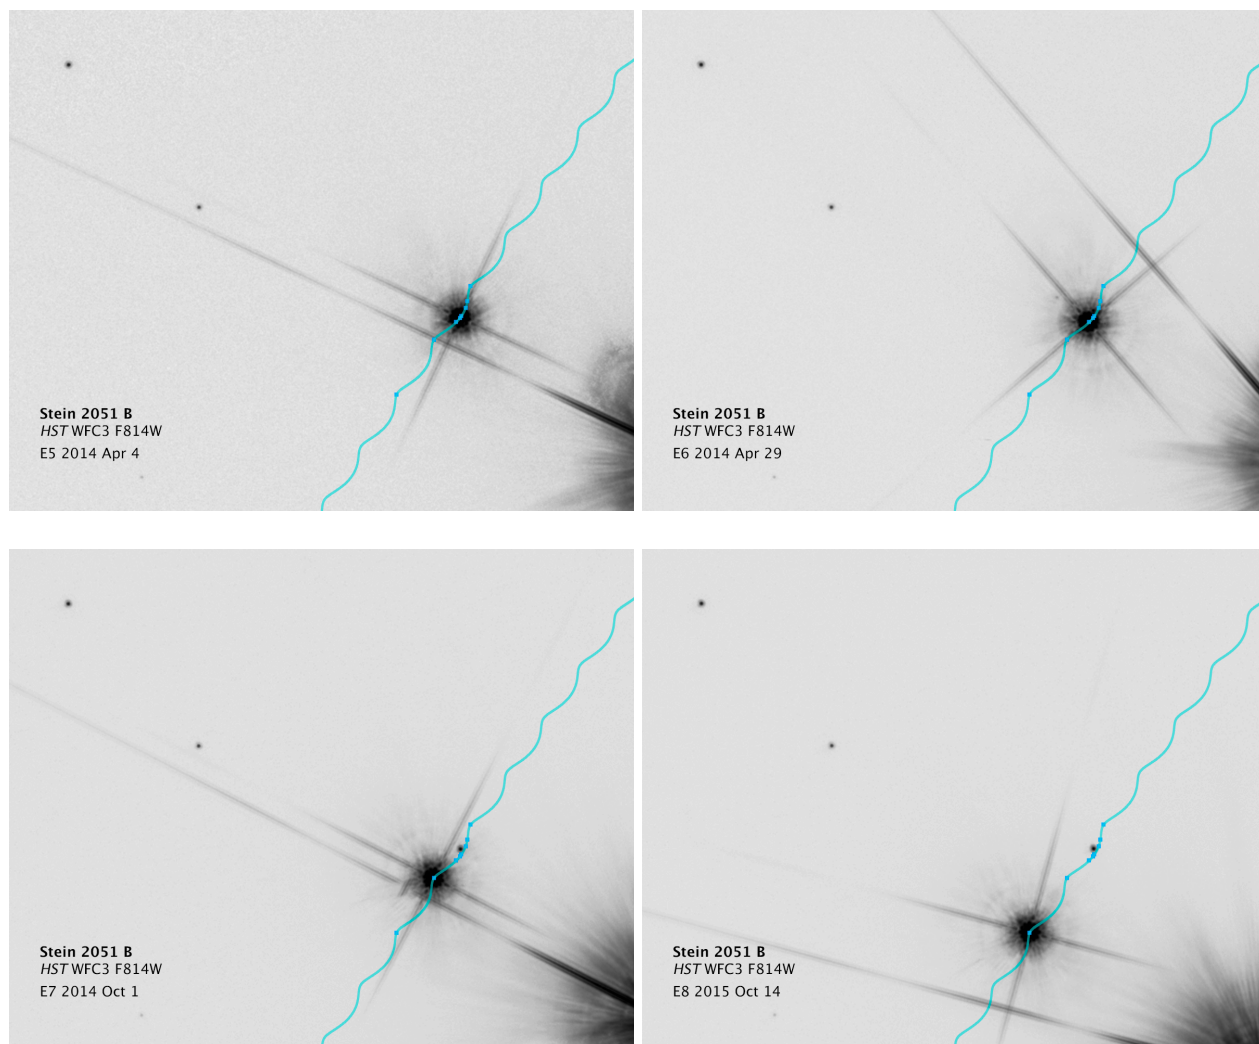 Stein 2051 B
HST WFC3 F814W
E5 2014 Apr 4
Stein 2051 B
HST WFC3 F814W
E6 2014 Apr 29
Stein 2051 B
HST WFC3 F814W
E7 2014 Oct 1
Stein 2051 B
HST WFC3 F814W
E8 2015 Oct 14